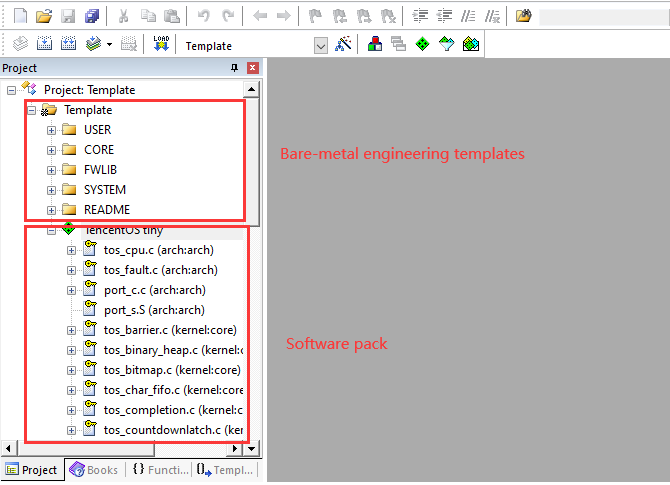 LOAD
Template
Project
Project: Template
Template
USER
CORE
Bare-metal engineering templates
FWLIB
SYSTEM
README
TencentOS tiny
tos_cpu.c (arch:arch)
tos_fault.c (arch:arch)
port_c.c (arch:arch)
port_s.S (arch:arch)
tos_barrier.c (kernel:core)
Software pack
tos_binary_heap.c (kernel:c
tos_bitmap.c (kernel:core)
tos_char_fifo.c (kernel:core
tos_completion.c (kernel:c
tos_countdownlatch.c (ker
Project
Books
{} Functi...
{} Templ...